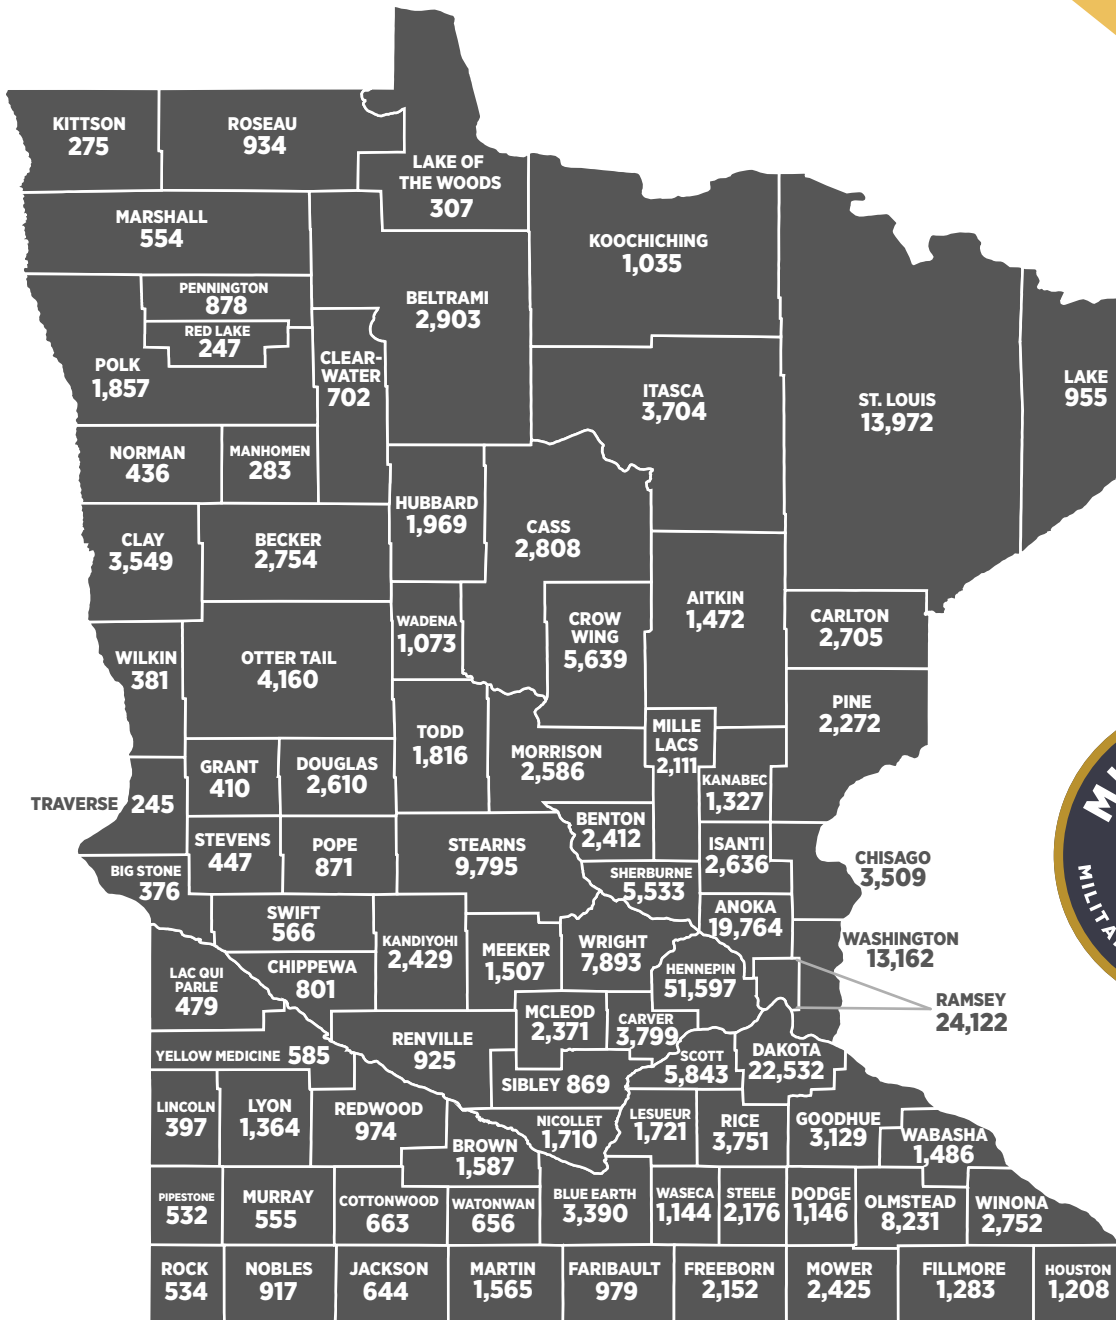 KITTSON
275
ROSEAU
934
LAKE OF
THE WOODS
307
MARSHALL
554
KOOCHICHING
1,035
PENNINGTON
878
BELTRAMI
2,903
RED LAKE
247
POLK
1,857
CLEAR-
WATER
702
ITASCA
3,704
ST. LOUIS
13,972
LAKE
955
NORMAN
436
MANHOMEN
283
HUBBARD
1,969
CASS
2,808
CLAY
3,549
BECKER
2,754
AITKIN
1,472
CARLTON
2,705
WADENA
1,073
CROW
WING
5,639
WILKIN
381
OTTER TAIL
4,160
PINE
2,272
TODD
1,816
MORRISON
2,586
MILLE
LACS
2,111
GRANT
410
DOUGLAS
2,610
KANABEC
1,327
TRAVERSE 245
BENTON
2,412
STEVENS
447
POPE
871
STEARNS
9,795
ISANTI
2,636
CHISAGO
3,509
BIG STONE
376
SHERBURNE
5,533
SWIFT
566
ANOKA
19,764
KANDIYOHI
2,429
MEEKER
1,507
WRIGHT
7,893
WASHINGTON
13,162
LAC QUI
PARLE
479
CHIPPEWA
801
HENNEPIN
51,597
RAMSEY
24,122
MCLEOD
2,371
CARVER
3,799
RENVILLE
925
YELLOW MEDICINE 585
SCOTT
5,843
DAKOTA
22,532
SIBLEY 869
LINCOLN
397
LYON
1,364
REDWOOD
974
NICOLLET
1,710
LESUEUR
1,721
RICE
3,751
GOODHUE
3,129
WABASHA
1,486
BROWN
1,587
PIPESTONE
532
MURRAY
555
COTTONWOOD
663
WATONWAN
656
BLUE EARTH
3,390
WASECA
1,144
STEELE
2,176
DODGE
1,146
OLMSTEAD
8,231
WINONA
2,752
ROCK
534
NOBLES
917
JACKSON
644
MARTIN
1,565
FARIBAULT
979
FREEBORN
2,152
MOWER
2,425
FILLMORE
1,283
HOUSTON
1,208